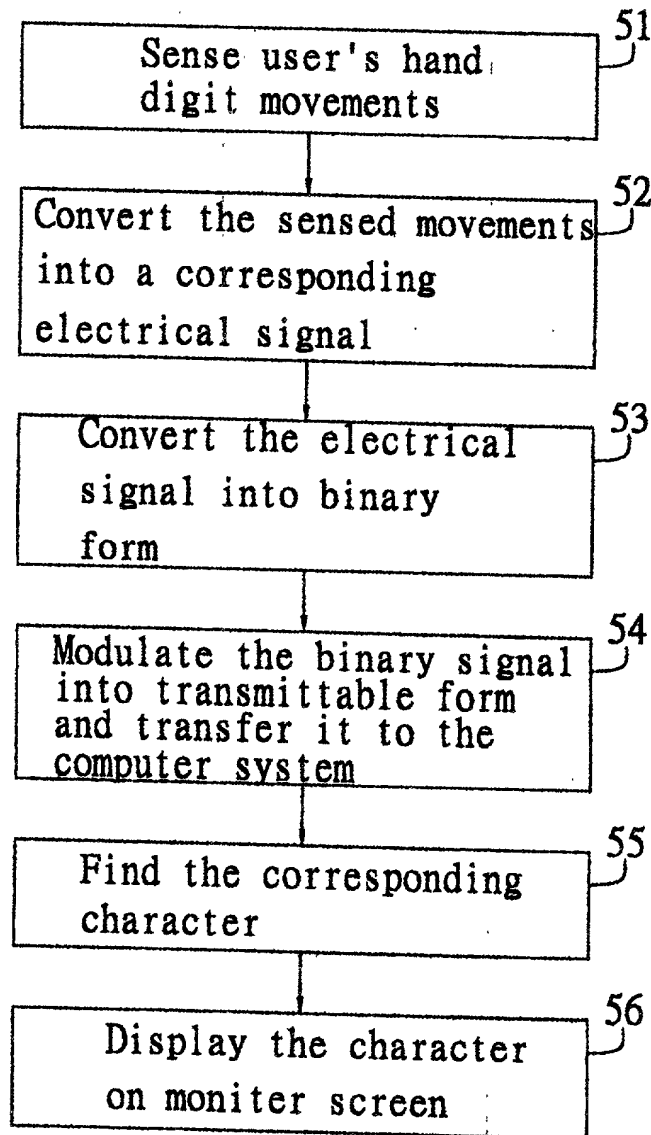 51
Sense user's hand
digit movements
52
Convert the sensed movements
into a corresponding
electrical signal
53
Convert the electrical
signal into binary
form
54
Modulate the binary signal
into transmittable form
and transfer it to the
computer system
55
Find the corresponding
character
56
Display the character
on moniter screen